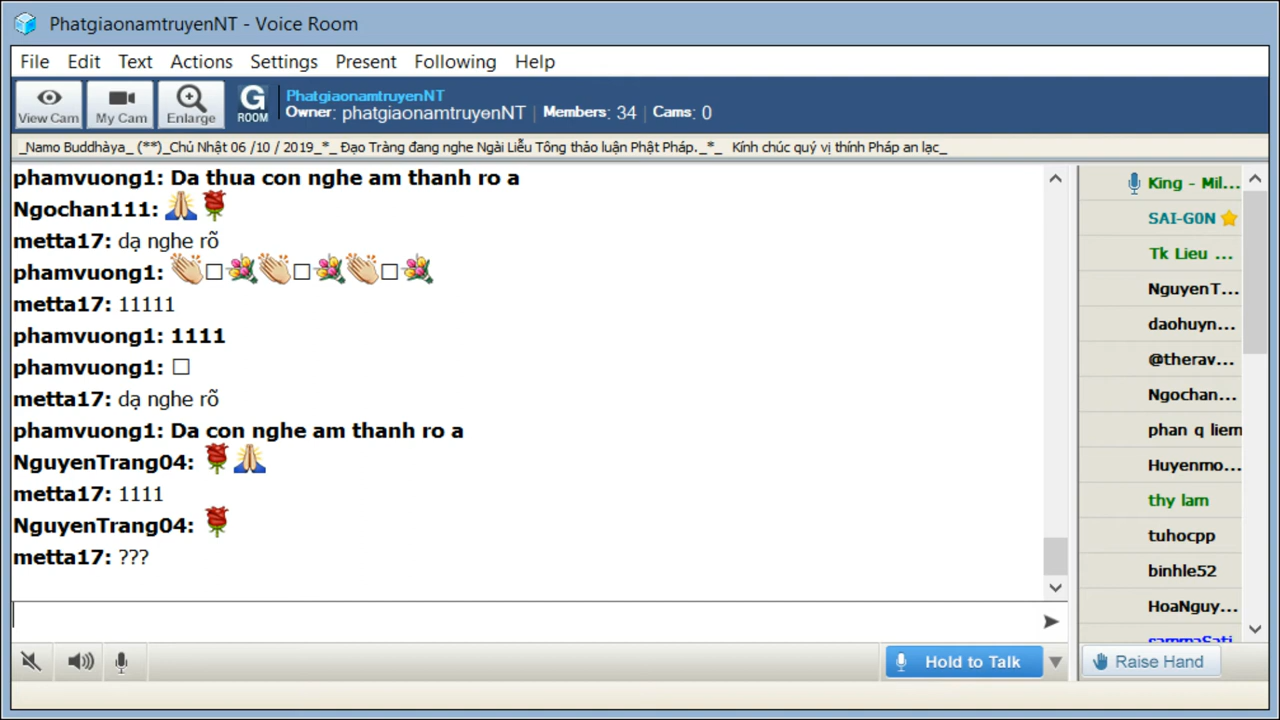 PhatgiaonamtruyenNT - Voice Room
File Edit Text Actions Settings Present Following Help
View Cam My Cam Enlarge G ROOM
PhatgiaonamtruyenNT
Owner: phatgiaonamtruyenNT | Members: 34 | Cams: 0
_Namo Buddhàya_ (**)_Chủ Nhật 06 /10 / 2019_*_ Đạo Tràng đang nghe Ngài Liễu Tông thảo luận Phật Pháp._*_ Kính chúc quý vị thính Pháp an lạc_
phamvuong1: Da thua con nghe am thanh ro a
Ngochan111: 🙏🌹
metta17: dạ nghe rõ
phamvuong1: 👏□💐👏□💐👏□💐
metta17: 11111
phamvuong1: 1111
phamvuong1: □
metta17: dạ nghe rõ
phamvuong1: Da con nghe am thanh ro a
NguyenTrang04: 🌹🙏
metta17: 1111
NguyenTrang04: 🌹
metta17: ???
King - Mil...
SAI-G0N
Tk Lieu ...
NguyenT...
daohuyn...
@therav...
Ngochan...
phan q liem
Huyenmo...
thy lam
tuhocpp
binhle52
HoaNguy...
sammaSati
Hold to Talk
Raise Hand